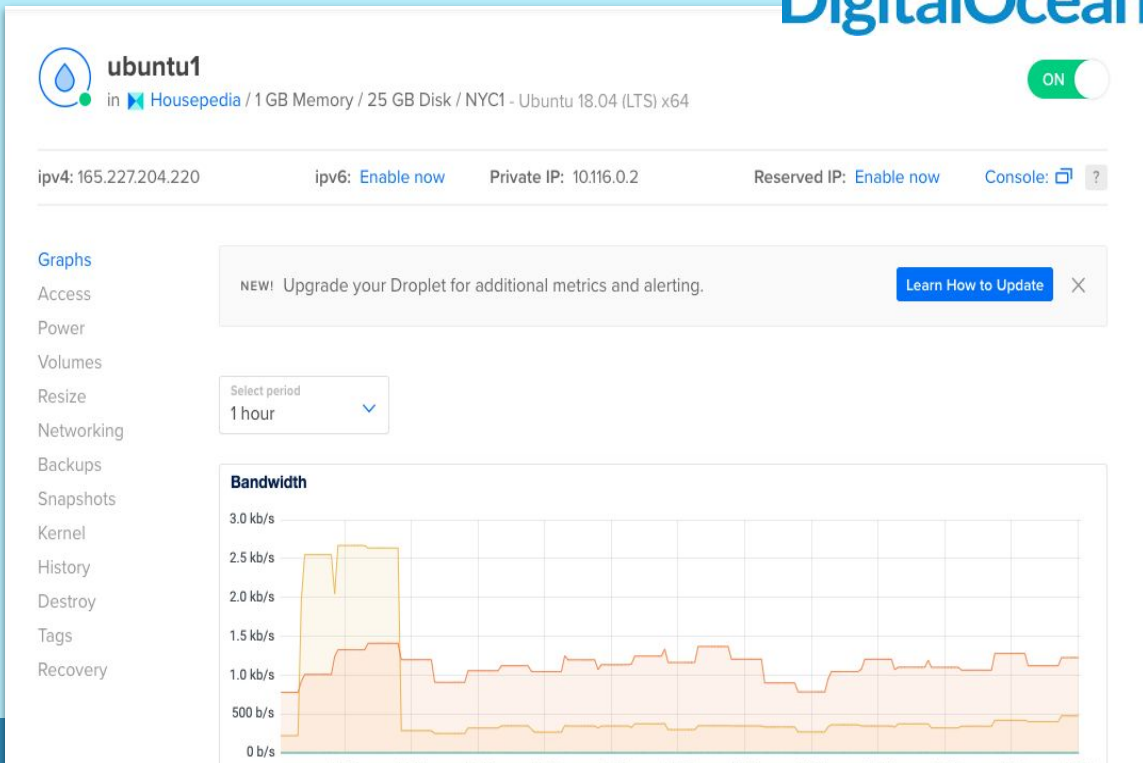 DigitalOcean
ubuntu1
ON
in Housepedia / 1 GB Memory / 25 GB Disk / NYC1 - Ubuntu 18.04 (LTS) x64
ipv4: 165.227.204.220 ipv6: Enable now Private IP: 10.116.0.2 Reserved IP: Enable now Console: ?
Graphs
Access
Power
Volumes
Resize
Networking
Backups
Snapshots
Kernel
History
Destroy
Tags
Recovery
NEW! Upgrade your Droplet for additional metrics and alerting. Learn How to Update
Select period
1 hour
Bandwidth
3.0 kb/s
2.5 kb/s
2.0 kb/s
1.5 kb/s
1.0 kb/s
500 b/s
0 b/s